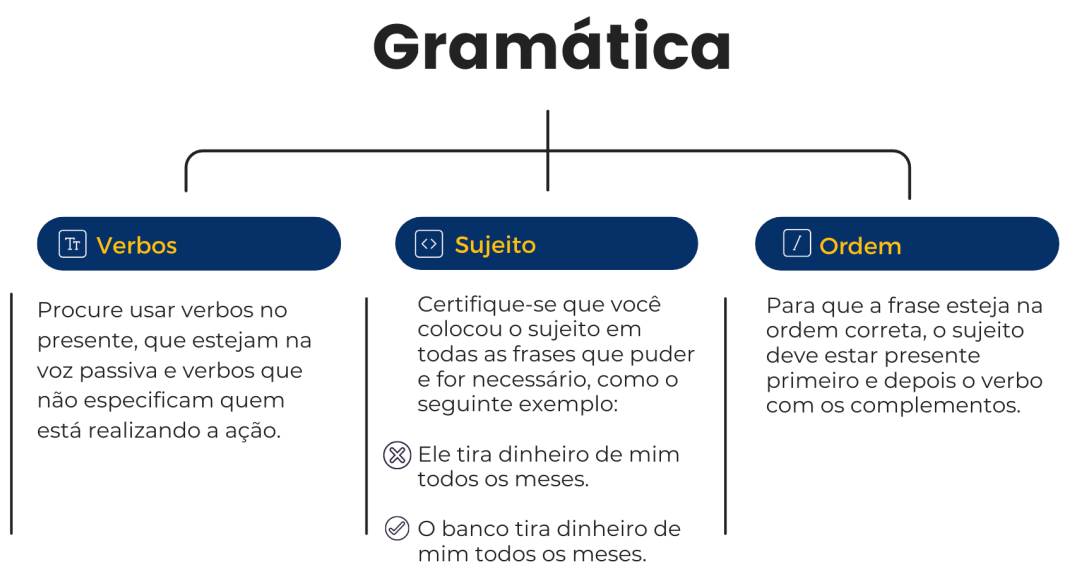 Gramática
Verbos
Procure usar verbos no
presente, que estejam na
voz passiva e verbos que
não especificam quem
está realizando a ação.
Sujeito
Certifique-se que você
colocou o sujeito em
todas as frases que puder
e for necessário, como o
seguinte exemplo:
Ele tira dinheiro de mim
todos os meses.
O banco tira dinheiro de
mim todos os meses.
Ordem
Para que a frase esteja na
ordem correta, o sujeito
deve estar presente
primeiro e depois o verbo
com os complementos.